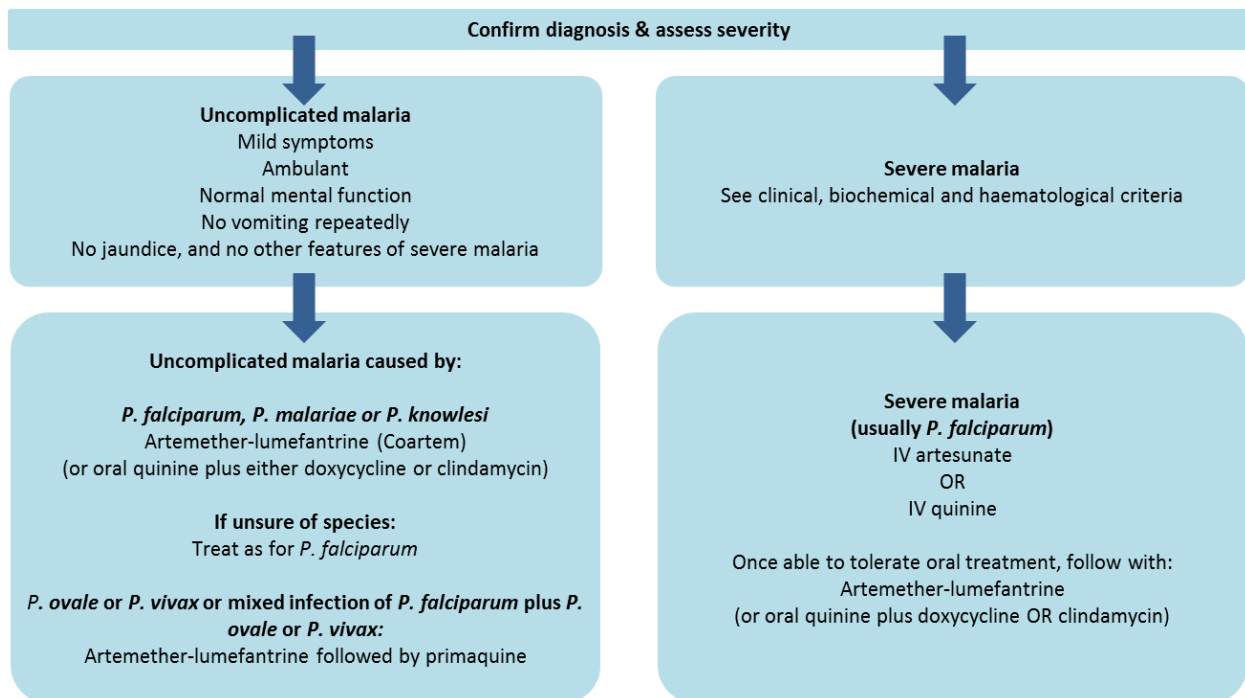 Confirm diagnosis & assess severity
Uncomplicated malaria
Mild symptoms
Ambulant
Normal mental function
No vomiting repeatedly
No jaundice, and no other features of severe malaria
Severe malaria
See clinical, biochemical and haematological criteria
Uncomplicated malaria caused by:
P. falciparum, P. malariae or P. knowlesi
Artemether-lumefantrine (Coartem)
(or oral quinine plus either doxycycline or clindamycin)
If unsure of species:
Treat as for P. falciparum
P. ovale or P. vivax or mixed infection of P. falciparum plus P.
ovale or P. vivax:
Artemether-lumefantrine followed by primaquine
Severe malaria
(usually P. falciparum)
IV artesunate
OR
IV quinine
Once able to tolerate oral treatment, follow with:
Artemether-lumefantrine
(or oral quinine plus doxycycline OR clindamycin)